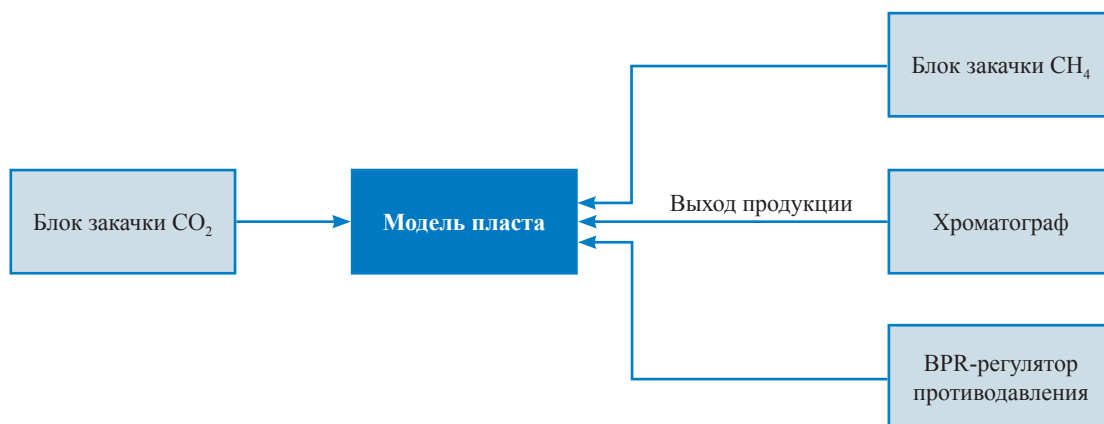 Блок закачки CH₄
Блок закачки CO₂
Модель пласта
Выход продукции
Хроматограф
BPR-регулятор
противодавления